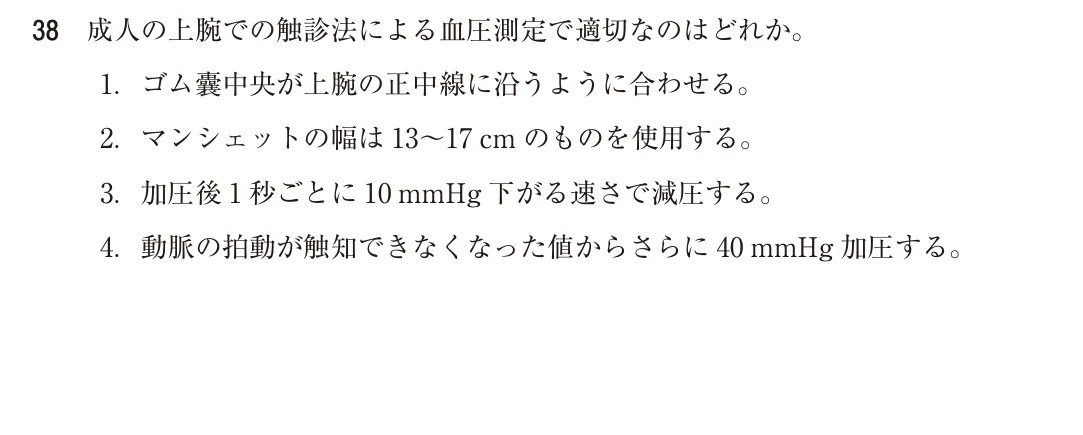 38 成人の上腕での触診法による血圧測定で適切なのはどれか。
1. ゴム嚢中央が上腕の正中線に沿うように合わせる。
2. マンシェットの幅は 13〜17 cm のものを使用する。
3. 加圧後 1 秒ごとに 10 mmHg 下がる速さで減圧する。
4. 動脈の拍動が触知できなくなった値からさらに 40 mmHg 加圧する。